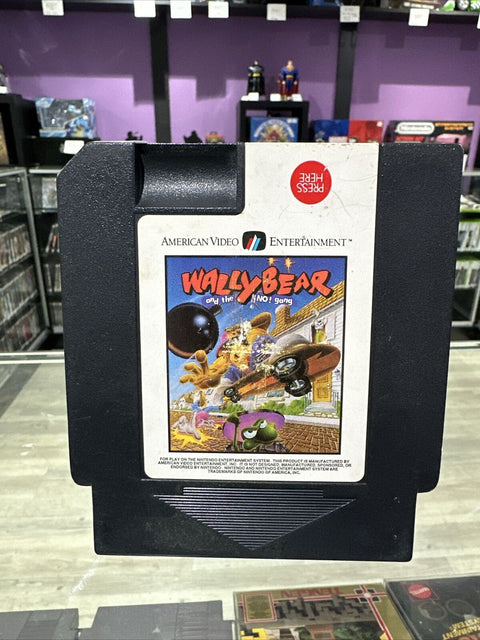 PRESS
HERE
AMERICAN VIDEO ENTERTAINMENT™
WALLY BEAR
and the NO! gang
FOR PLAY ON THE NINTENDO ENTERTAINMENT SYSTEM. THIS PRODUCT IS MANUFACTURED BY
AMERICAN VIDEO ENTERTAINMENT, INC. IT IS NOT DESIGNED, MANUFACTURED, SPONSORED, OR
ENDORSED BY NINTENDO. NINTENDO AND NINTENDO ENTERTAINMENT SYSTEM ARE
TRADEMARKS OF NINTENDO OF AMERICA, INC.